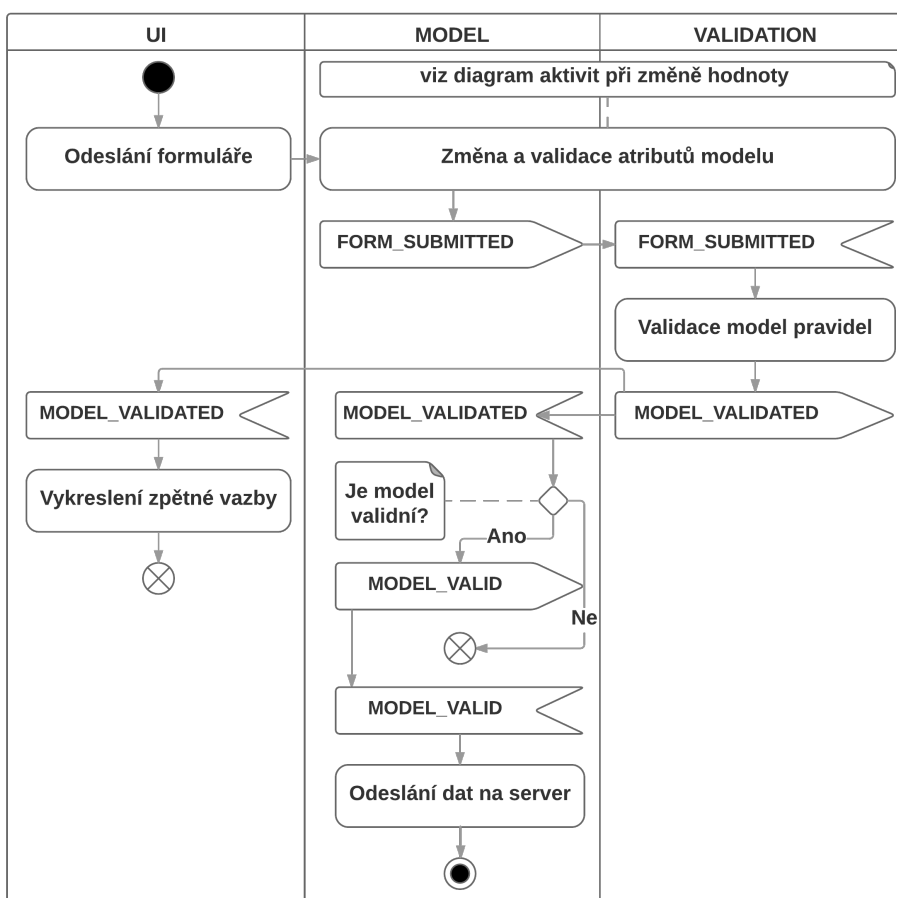 UI
MODEL
VALIDATION
viz diagram aktivit při změně hodnoty
Odeslání formuláře
Změna a validace atributů modelu
FORM_SUBMITTED
FORM_SUBMITTED
Validace model pravidel
MODEL_VALIDATED
MODEL_VALIDATED
MODEL_VALIDATED
Vykreslení zpětné vazby
Je model
validní?
Ano
MODEL_VALID
Ne
MODEL_VALID
Odeslání dat na server